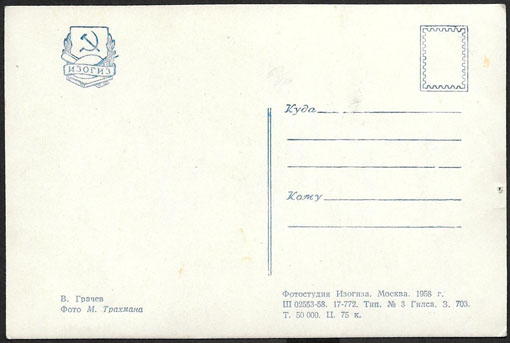 ИЗОГИЗ
Куда
Кому
В. Грачев
Фото М. Трахмана
Фотостудия Изогиза. Москва. 1958 г.
Ш 02553-58. 17-772. Тип. № 3 Гилса. З. 703.
Т. 50 000. Ц. 75 к.